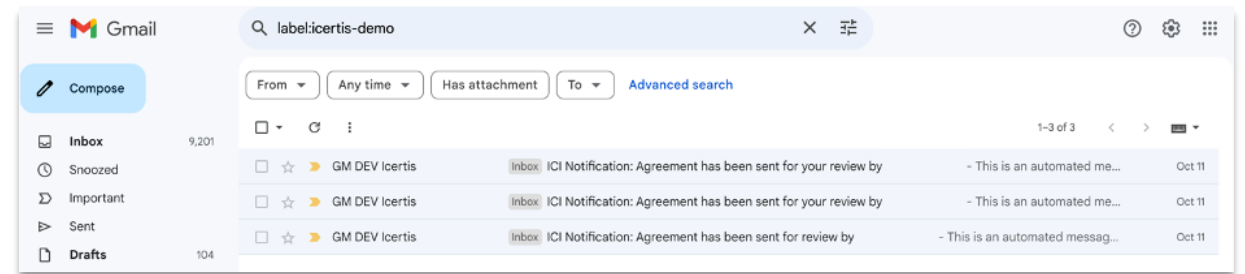 Gmail
label:icertis-demo
Compose
From Any time Has attachment To Advanced search
1–3 of 3
Inbox 9,201
Snoozed
Important
Sent
Drafts 104
GM DEV Icertis Inbox ICI Notification: Agreement has been sent for your review by - This is an automated me... Oct 11
GM DEV Icertis Inbox ICI Notification: Agreement has been sent for your review by - This is an automated me... Oct 11
GM DEV Icertis Inbox ICI Notification: Agreement has been sent for review by - This is an automated messag... Oct 11